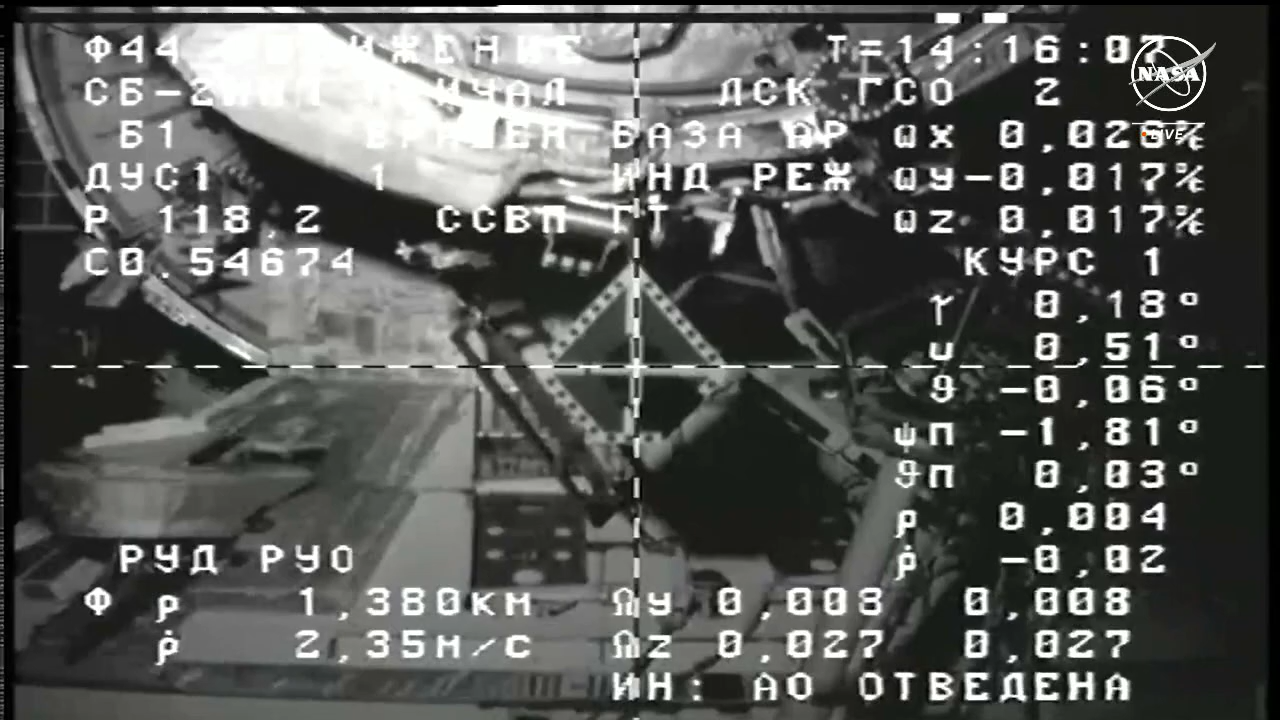 Ф44 ИЖЕНИЕ Т=14:16:07
СБ-2 ЛСК ГСО 2
Б1 БАЗА АР ωx 0,026%
ДУС1 1 ИНД.РЕЖ ωy-0,017%
Р 118,2 ССВП ГТ ωz 0,017%
С0.54674 КУРС 1
γ 0,18°
ψ 0,51°
ϑ -0,06°
ψП -1,81°
ϑП 0,03°
ρ 0,004
ρ̇ -0,02
РУД РУО
Ф ρ 1,380км Ωy 0,008 0,008
ρ̇ 2,35м/с Ωz 0,027 0,027
ИН: АО ОТВЕДЕНА
NASA
LIVE